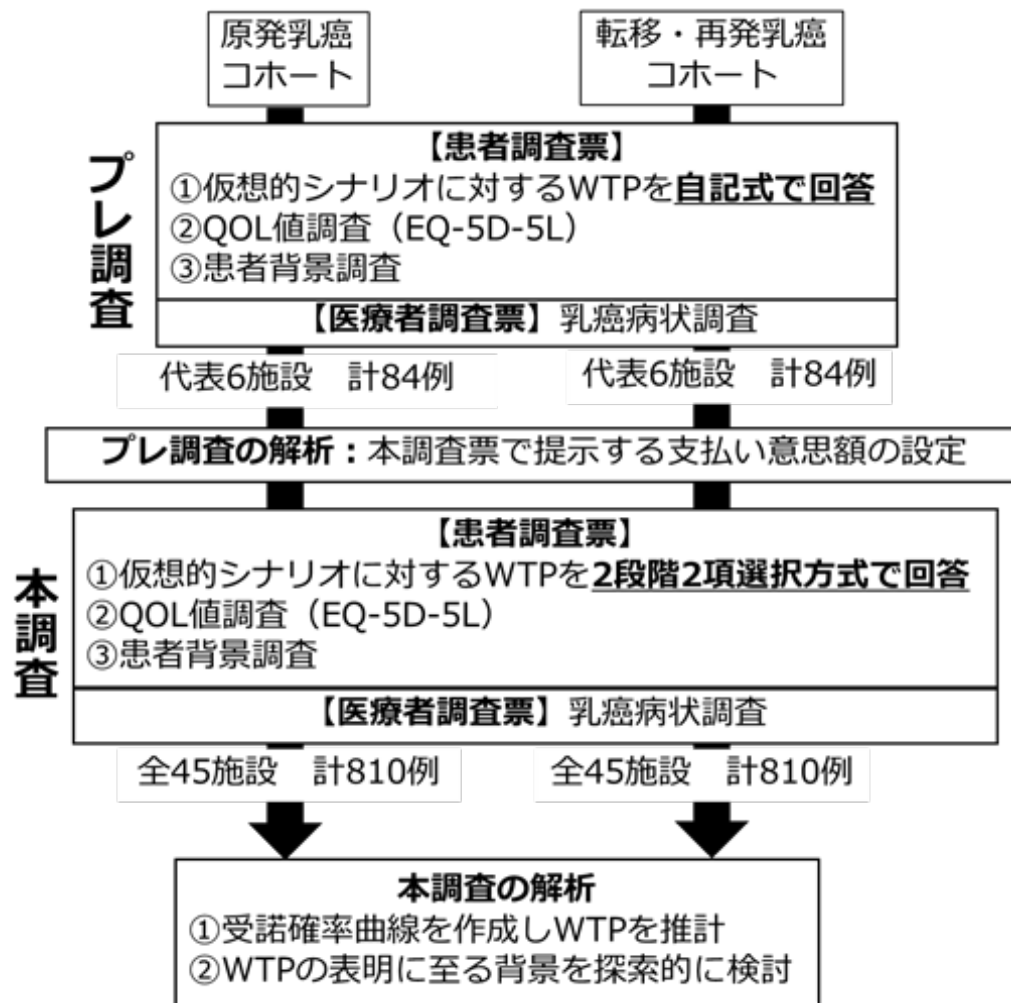 原発乳癌
コホート
転移・再発乳癌
コホート
プレ調査
【患者調査票】
①仮想的シナリオに対するWTPを自記式で回答
②QOL値調査（EQ-5D-5L）
③患者背景調査
【医療者調査票】乳癌病状調査
代表6施設　計84例
代表6施設　計84例
プレ調査の解析：本調査票で提示する支払い意思額の設定
本調査
【患者調査票】
①仮想的シナリオに対するWTPを2段階2項選択方式で回答
②QOL値調査（EQ-5D-5L）
③患者背景調査
【医療者調査票】乳癌病状調査
全45施設　計810例
全45施設　計810例
本調査の解析
①受諾確率曲線を作成しWTPを推計
②WTPの表明に至る背景を探索的に検討